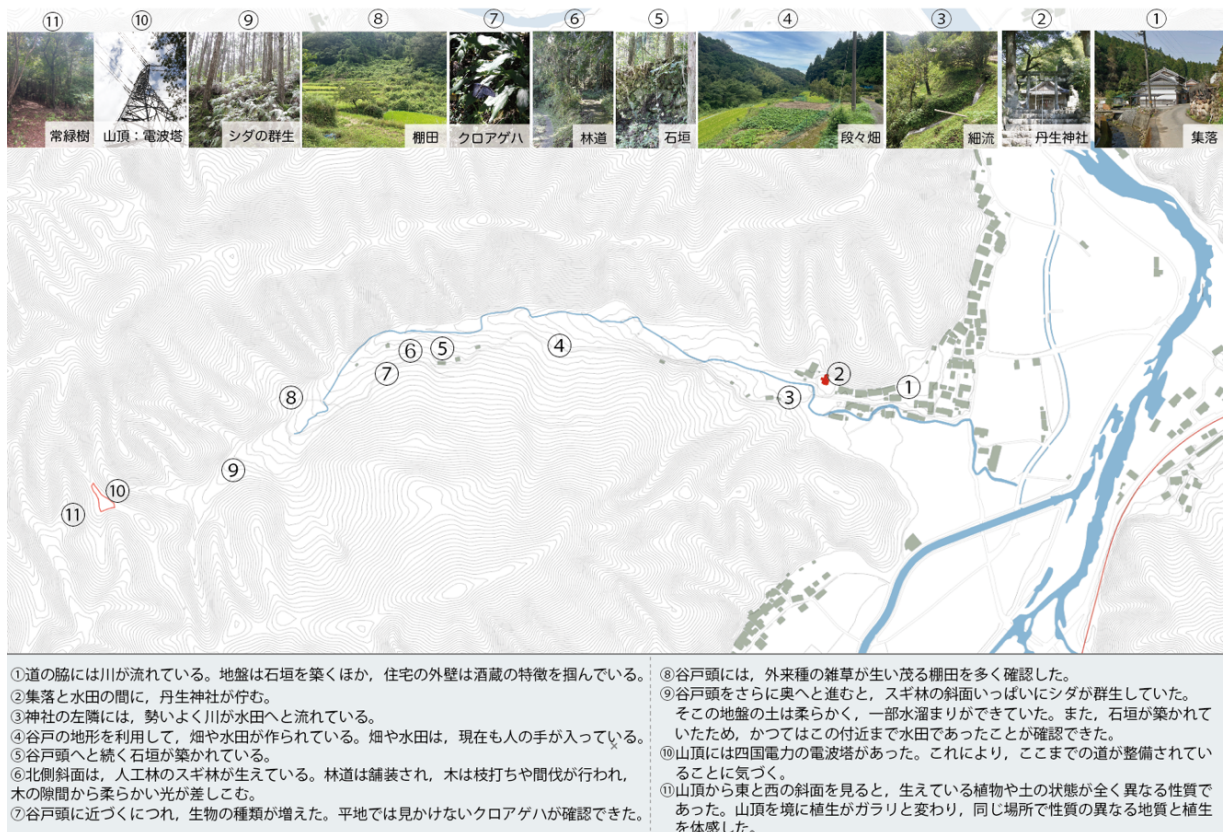 ⑪ ⑩ ⑨ ⑧ ⑦ ⑥ ⑤ ④ ③ ② ①
常緑樹 山頂：電波塔 シダの群生 棚田 クロアゲハ 林道 石垣 段々畑 細流 丹生神社 集落
④
⑥ ⑤
⑦
②
①
③
⑧
⑨
⑩
⑪
①道の脇には川が流れている。地盤は石垣を築くほか，住宅の外壁は酒蔵の特徴を掴んでいる。
②集落と水田の間に，丹生神社が佇む。
③神社の左隣には，勢いよく川が水田へと流れている。
④谷戸の地形を利用して，畑や水田が作られている。畑や水田は，現在も人の手が入っている。
⑤谷戸頭へと続く石垣が築かれている。
⑥北側斜面は，人工林のスギ林が生えている。林道は舗装され，木は枝打ちや間伐が行われ，
木の隙間から柔らかい光が差しこむ。
⑦谷戸頭に近づくにつれ，生物の種類が増えた。平地では見かけないクロアゲハが確認できた。
⑧谷戸頭には，外来種の雑草が生い茂る棚田を多く確認した。
⑨谷戸頭をさらに奥へと進むと，スギ林の斜面いっぱいにシダが群生していた。
そこの地盤の土は柔らかく，一部水溜まりができていた。また，石垣が築かれて
いたため，かつてはこの付近まで水田であったことが確認できた。
⑩山頂には四国電力の電波塔があった。これにより，ここまでの道が整備されてい
ることに気づく。
⑪山頂から東と西の斜面を見ると，生えている植物や土の状態が全く異なる性質で
あった。山頂を境に植生がガラリと変わり，同じ場所で性質の異なる地質と植生
を体感した。